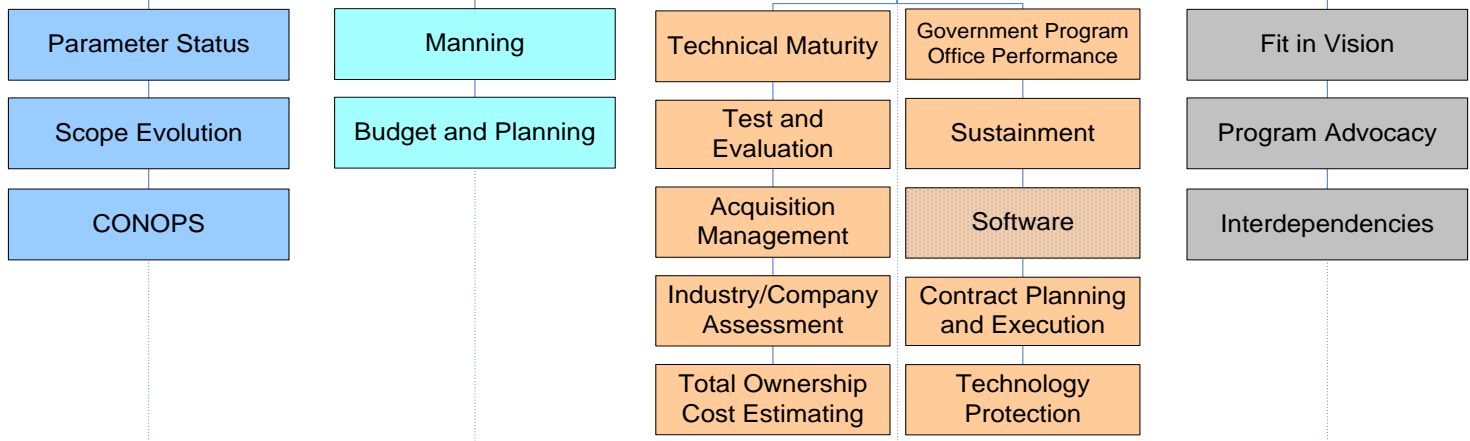 Parameter Status
Scope Evolution
CONOPS
Manning
Budget and Planning
Technical Maturity
Test and
Evaluation
Acquisition
Management
Industry/Company
Assessment
Total Ownership
Cost Estimating
Government Program
Office Performance
Sustainment
Software
Contract Planning
and Execution
Technology
Protection
Fit in Vision
Program Advocacy
Interdependencies